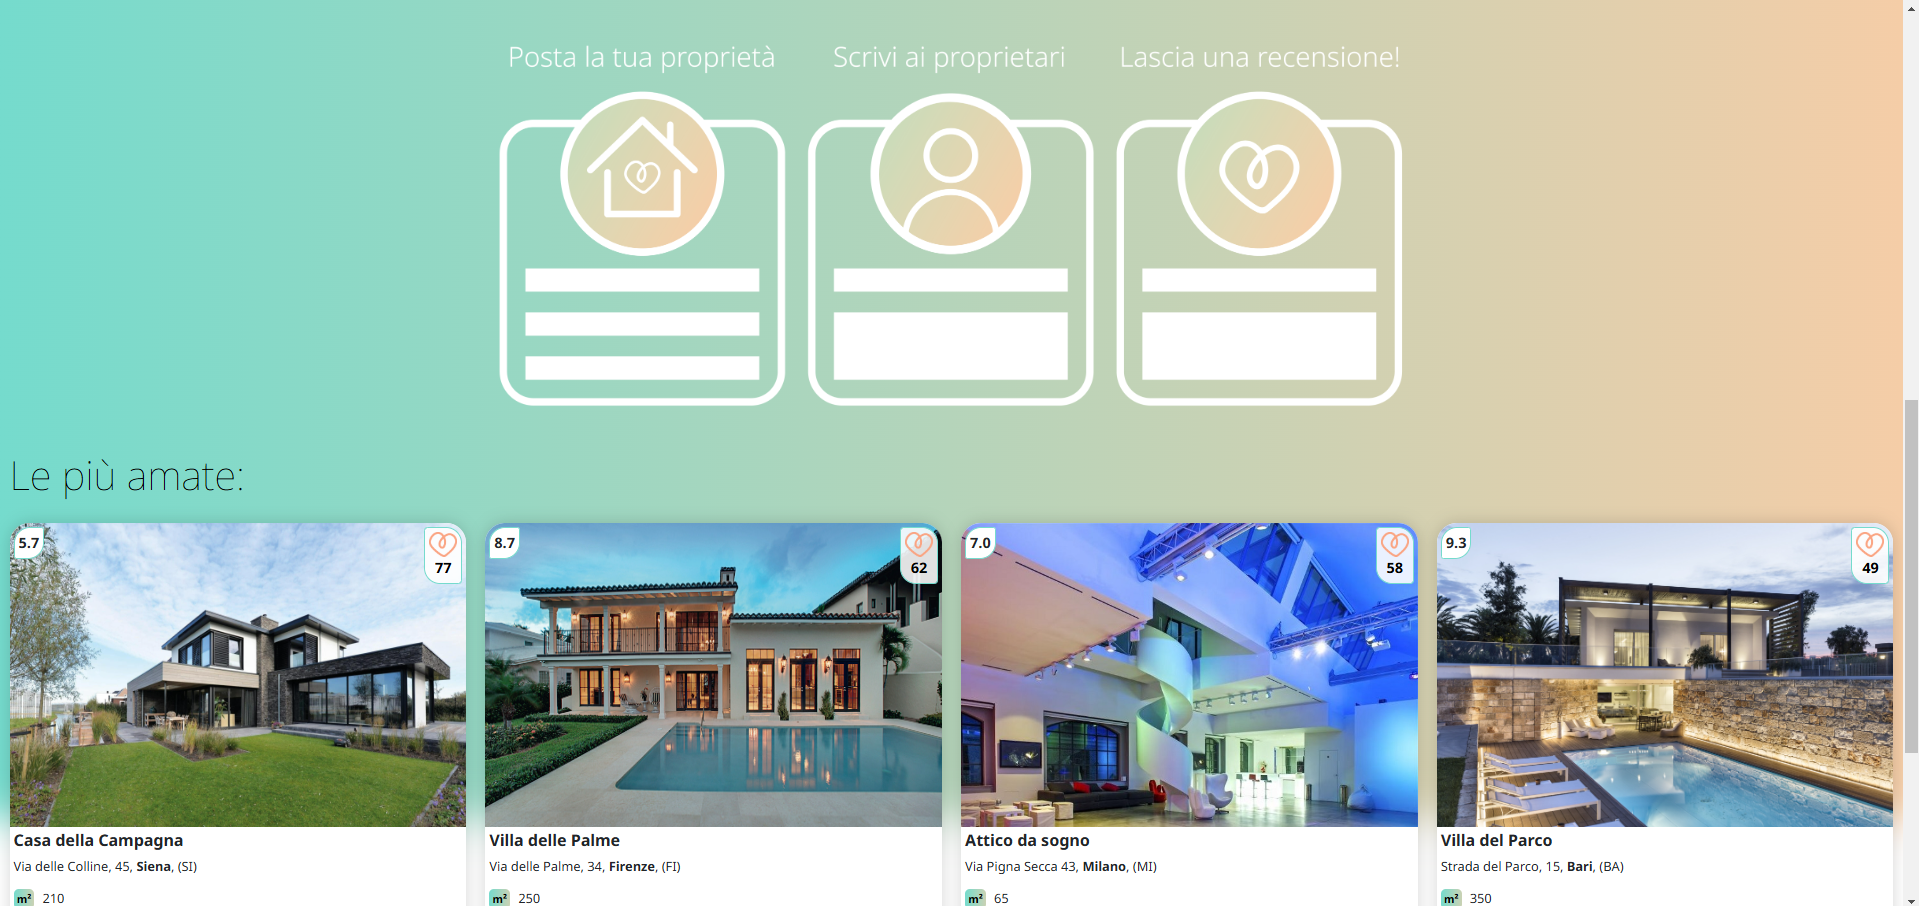 Posta la tua proprietà
Scrivi ai proprietari
Lascia una recensione!
Le più amate:
5.7
77
8.7
62
7.0
58
9.3
49
Casa della Campagna
Via delle Colline, 45, Siena, (SI)
m² 210
Villa delle Palme
Via delle Palme, 34, Firenze, (FI)
m² 250
Attico da sogno
Via Pigna Secca 43, Milano, (MI)
m² 65
Villa del Parco
Strada del Parco, 15, Bari, (BA)
m² 350